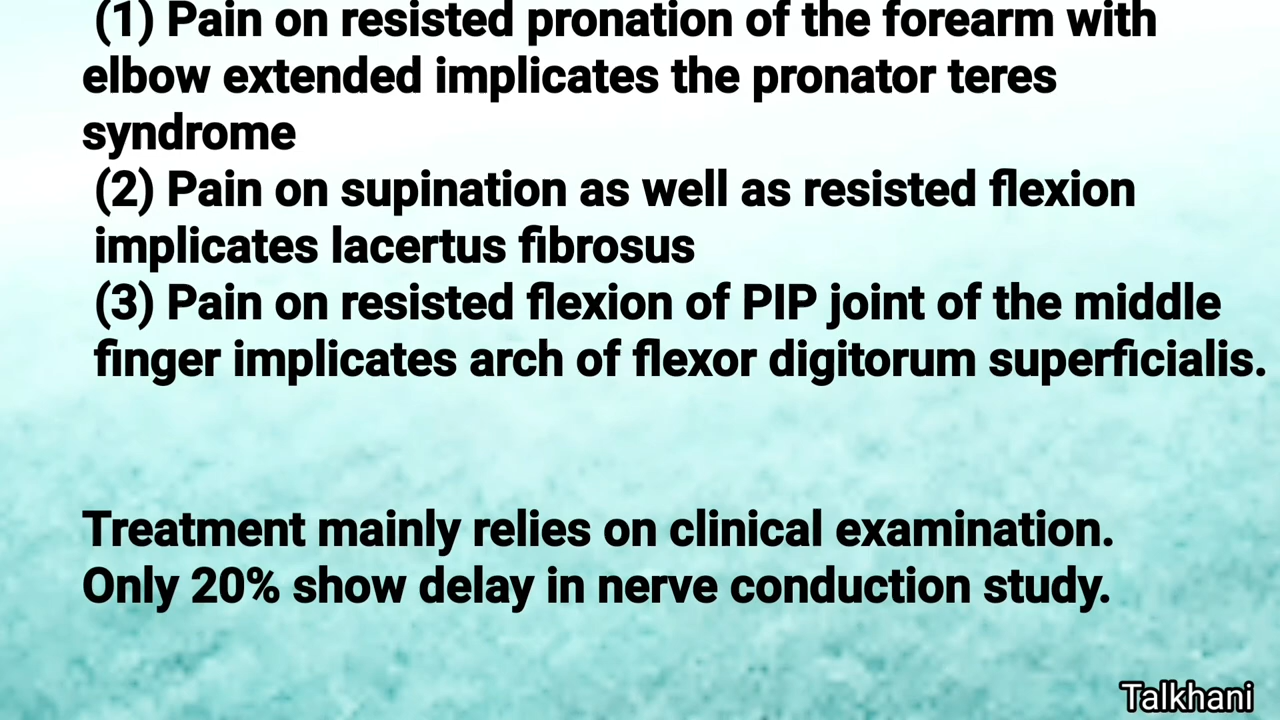 (1) Pain on resisted pronation of the forearm with
elbow extended implicates the pronator teres
syndrome
(2) Pain on supination as well as resisted flexion
implicates lacertus fibrosus
(3) Pain on resisted flexion of PIP joint of the middle
finger implicates arch of flexor digitorum superficialis.
Treatment mainly relies on clinical examination.
Only 20% show delay in nerve conduction study.
Talkhani